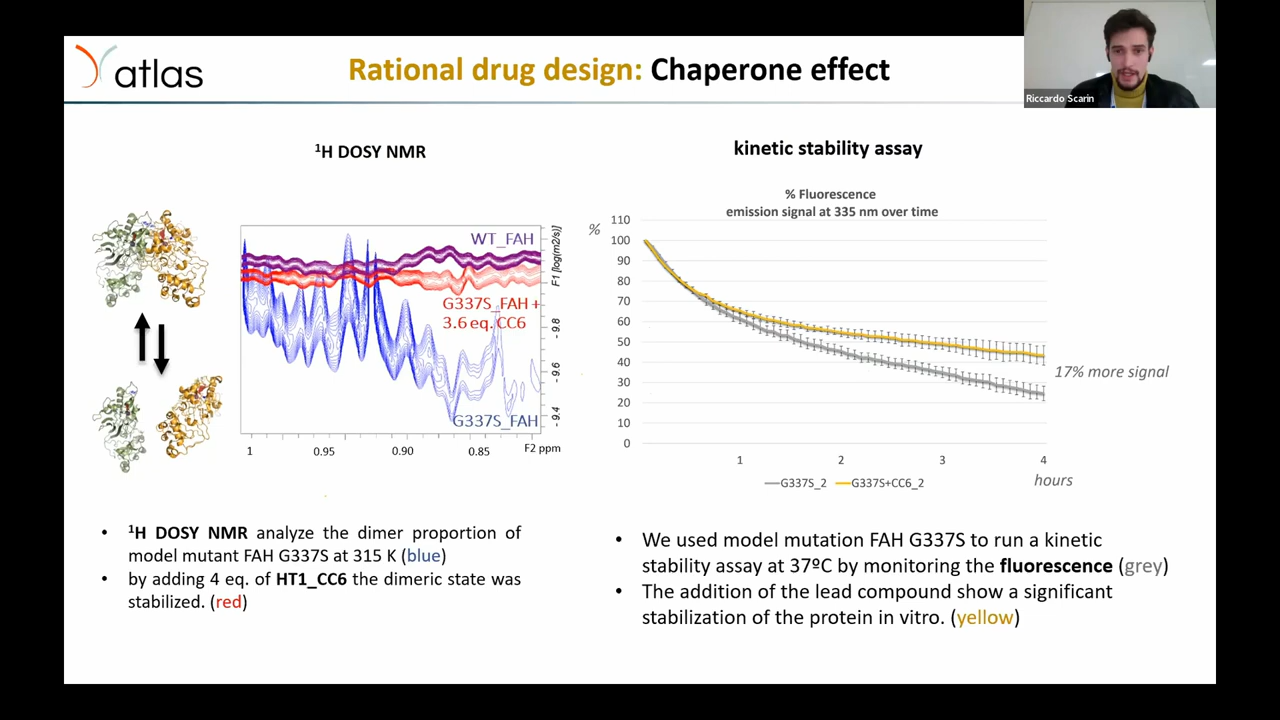 atlas
Rational drug design: Chaperone effect
Riccardo Scarin
¹H DOSY NMR
WT_FAH
G337S_FAH +
3.6 eq. CC6
G337S_FAH
F1 [log(m2/s)]
- 9.8
- 9.6
- 9.4
1
0.95
0.90
0.85
F2 ppm
kinetic stability assay
% Fluorescence
emission signal at 335 nm over time
%
110
100
90
80
70
60
50
40
30
20
10
0
1
2
3
4
hours
17% more signal
G337S_2
G337S+CC6_2
• ¹H DOSY NMR analyze the dimer proportion of
model mutant FAH G337S at 315 K (blue)
• by adding 4 eq. of HT1_CC6 the dimeric state was
stabilized. (red)
• We used model mutation FAH G337S to run a kinetic
stability assay at 37ºC by monitoring the fluorescence (grey)
• The addition of the lead compound show a significant
stabilization of the protein in vitro. (yellow)